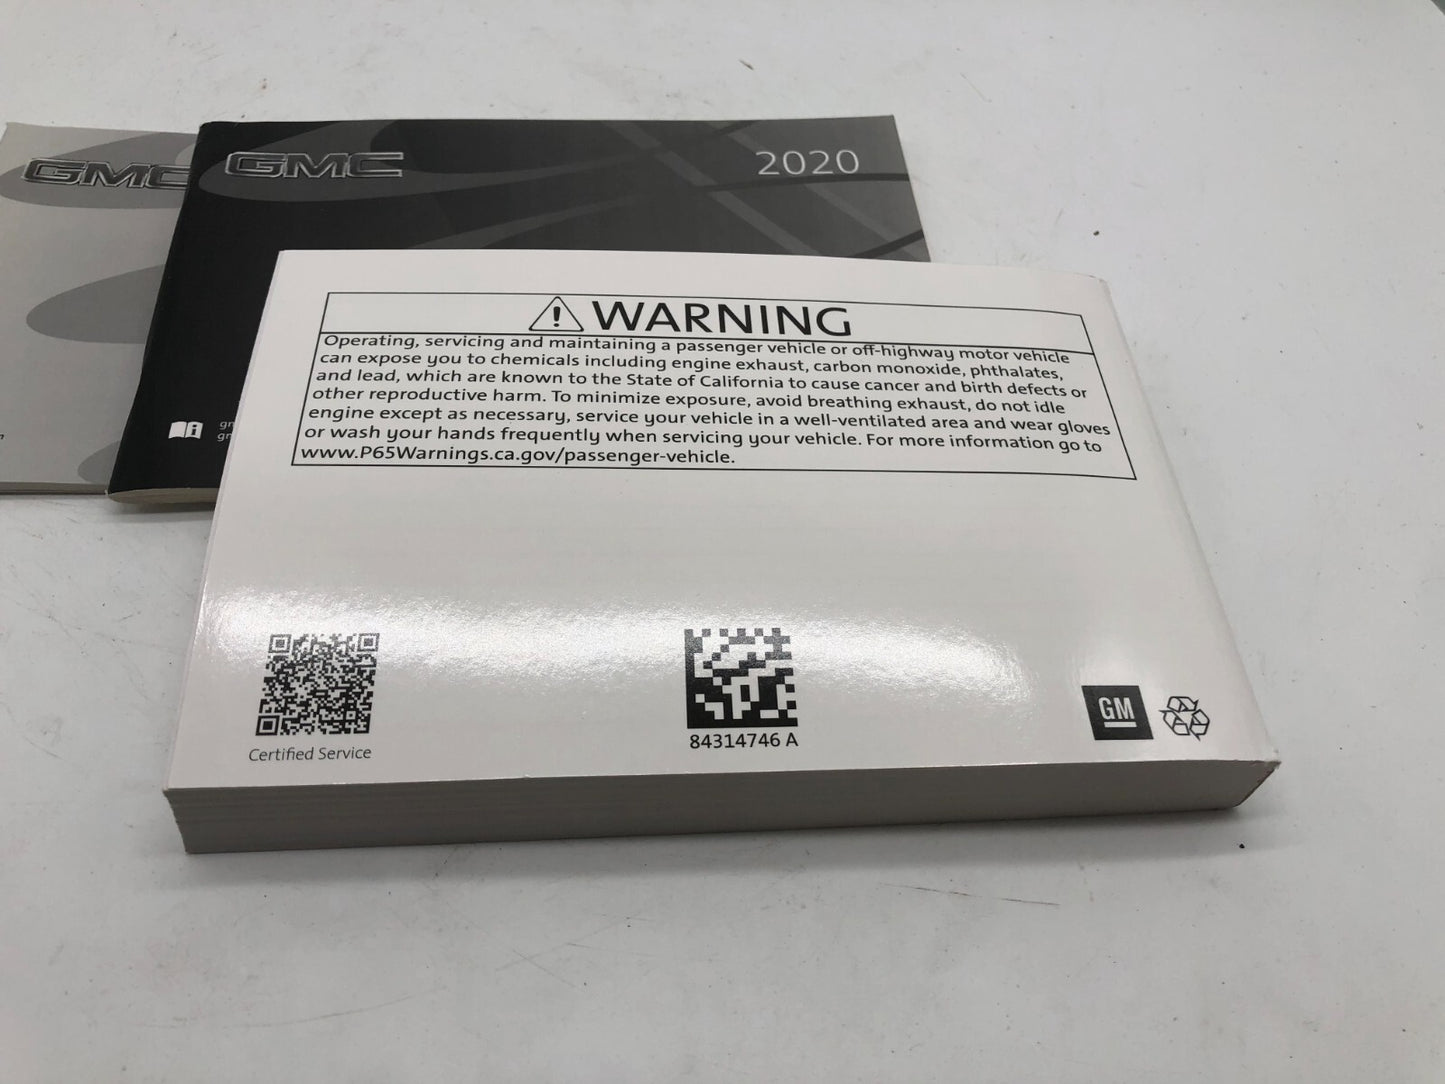 GMC
GMC
2020
WARNING
Operating, servicing and maintaining a passenger vehicle or off-highway motor vehicle
can expose you to chemicals including engine exhaust, carbon monoxide, phthalates,
and lead, which are known to the State of California to cause cancer and birth defects or
other reproductive harm. To minimize exposure, avoid breathing exhaust, do not idle
engine except as necessary, service your vehicle in a well-ventilated area and wear gloves
or wash your hands frequently when servicing your vehicle. For more information go to
www.P65Warnings.ca.gov/passenger-vehicle.
Certified Service
84314746 A
GM